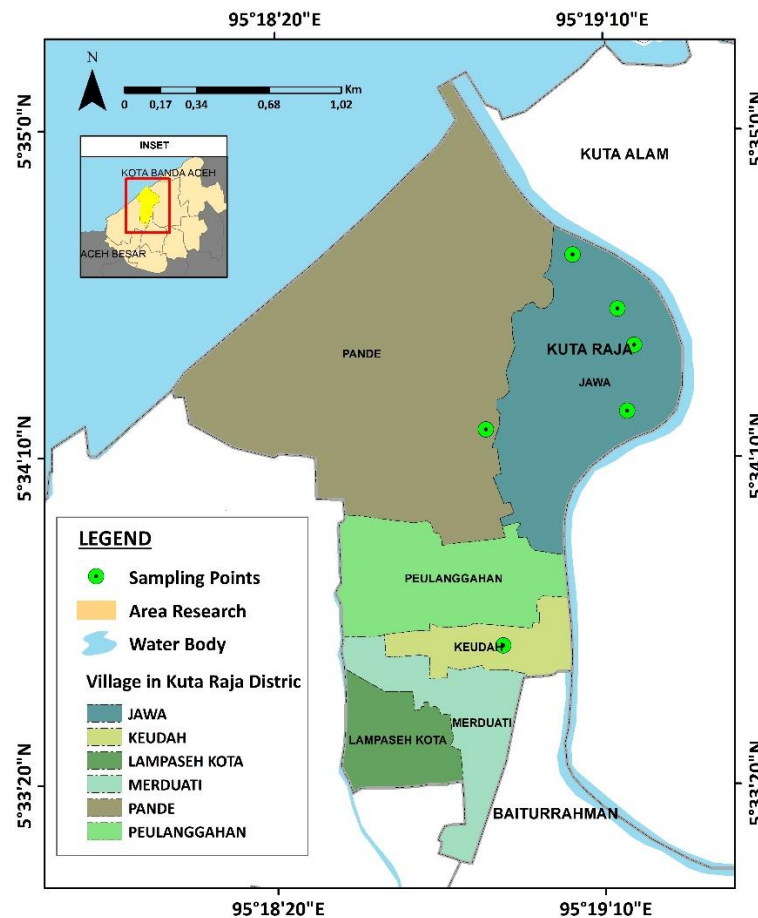 95°18'20"E
95°19'10"E
N
Km
0 0,17 0,34 0,68 1,02
5°35'0"N
5°35'0"N
INSET
KOTA BANDA ACEH
ACEH BESAR
KUTA ALAM
PANDE
KUTA RAJA
JAWA
5°34'10"N
5°34'10"N
PEULANGGAHAN
KEUDAH
MERDUATI
LAMPASEH KOTA
BAITURRAHMAN
LEGEND
Sampling Points
Area Research
Water Body
Village in Kuta Raja Distric
JAWA
KEUDAH
LAMPASEH KOTA
MERDUATI
PANDE
PEULANGGAHAN
5°33'20"N
5°33'20"N
95°18'20"E
95°19'10"E